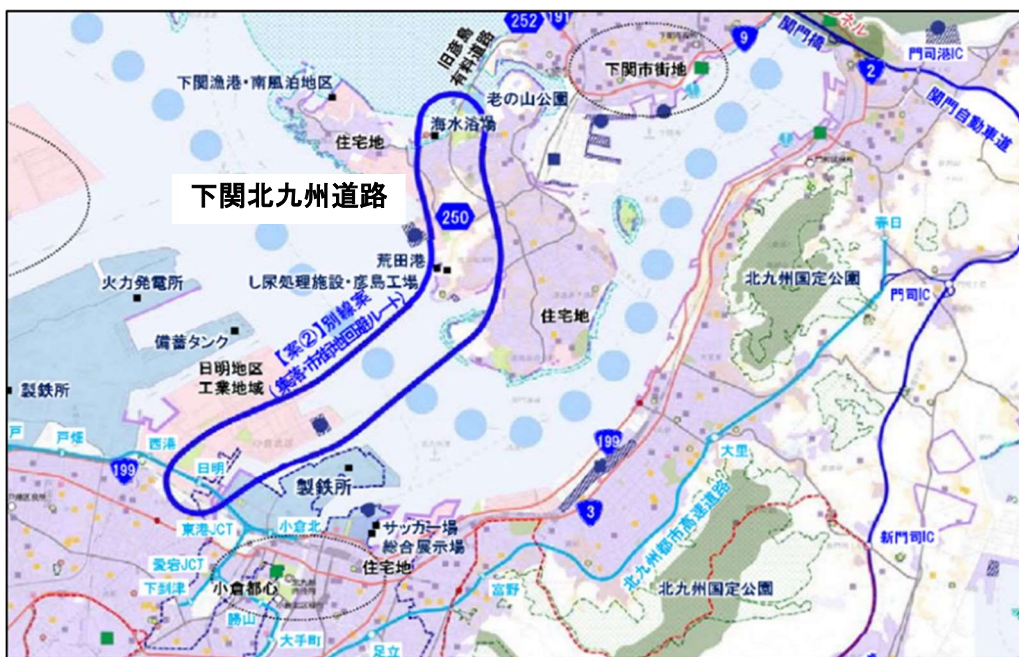 252
191
9
関門橋
門司港IC
2
関門自動車道
旧彦島
有料道路
下関市街地
下関漁港・南風泊地区
老の山公園
海水浴場
住宅地
下関北九州道路
250
春日
荒田港
し尿処理施設・彦島工場
北九州国定公園
門司IC
火力発電所
住宅地
備蓄タンク
【案②】別線案
(集落・市街地回避ルート)
日明地区
工業地域
製鉄所
戸
戸畑
西港
199
大里
199
日明
製鉄所
3
北九州都市高速道路
東港JCT
小倉北
サッカー場
総合展示場
新門司IC
愛宕JCT
住宅地
下到津
小倉都心
富野
北九州国定公園
勝山
大手町
足立